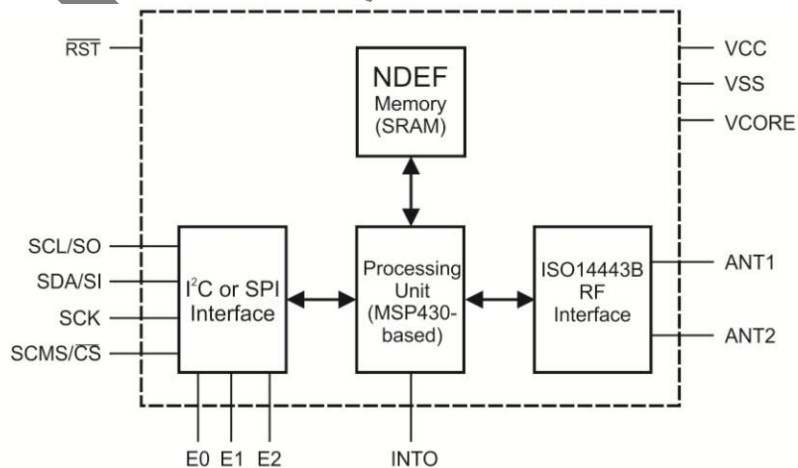 RST
VCC
NDEF
Memory
(SRAM)
VSS
VCORE
SCL/SO
SDA/SI
SCK
SCMS/CS
I²C or SPI
Interface
Processing
Unit
(MSP430-
based)
ISO14443B
RF
Interface
ANT1
ANT2
E0 E1 E2
INTO